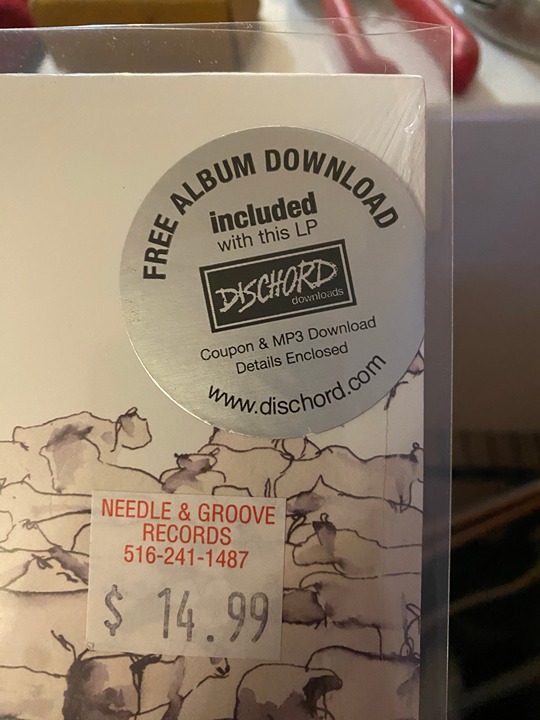 FREE ALBUM DOWNLOAD
included
with this LP
DISCHORD
downloads
Coupon & MP3 Download
Details Enclosed
www.dischord.com
NEEDLE & GROOVE
RECORDS
516-241-1487
$ 14.99